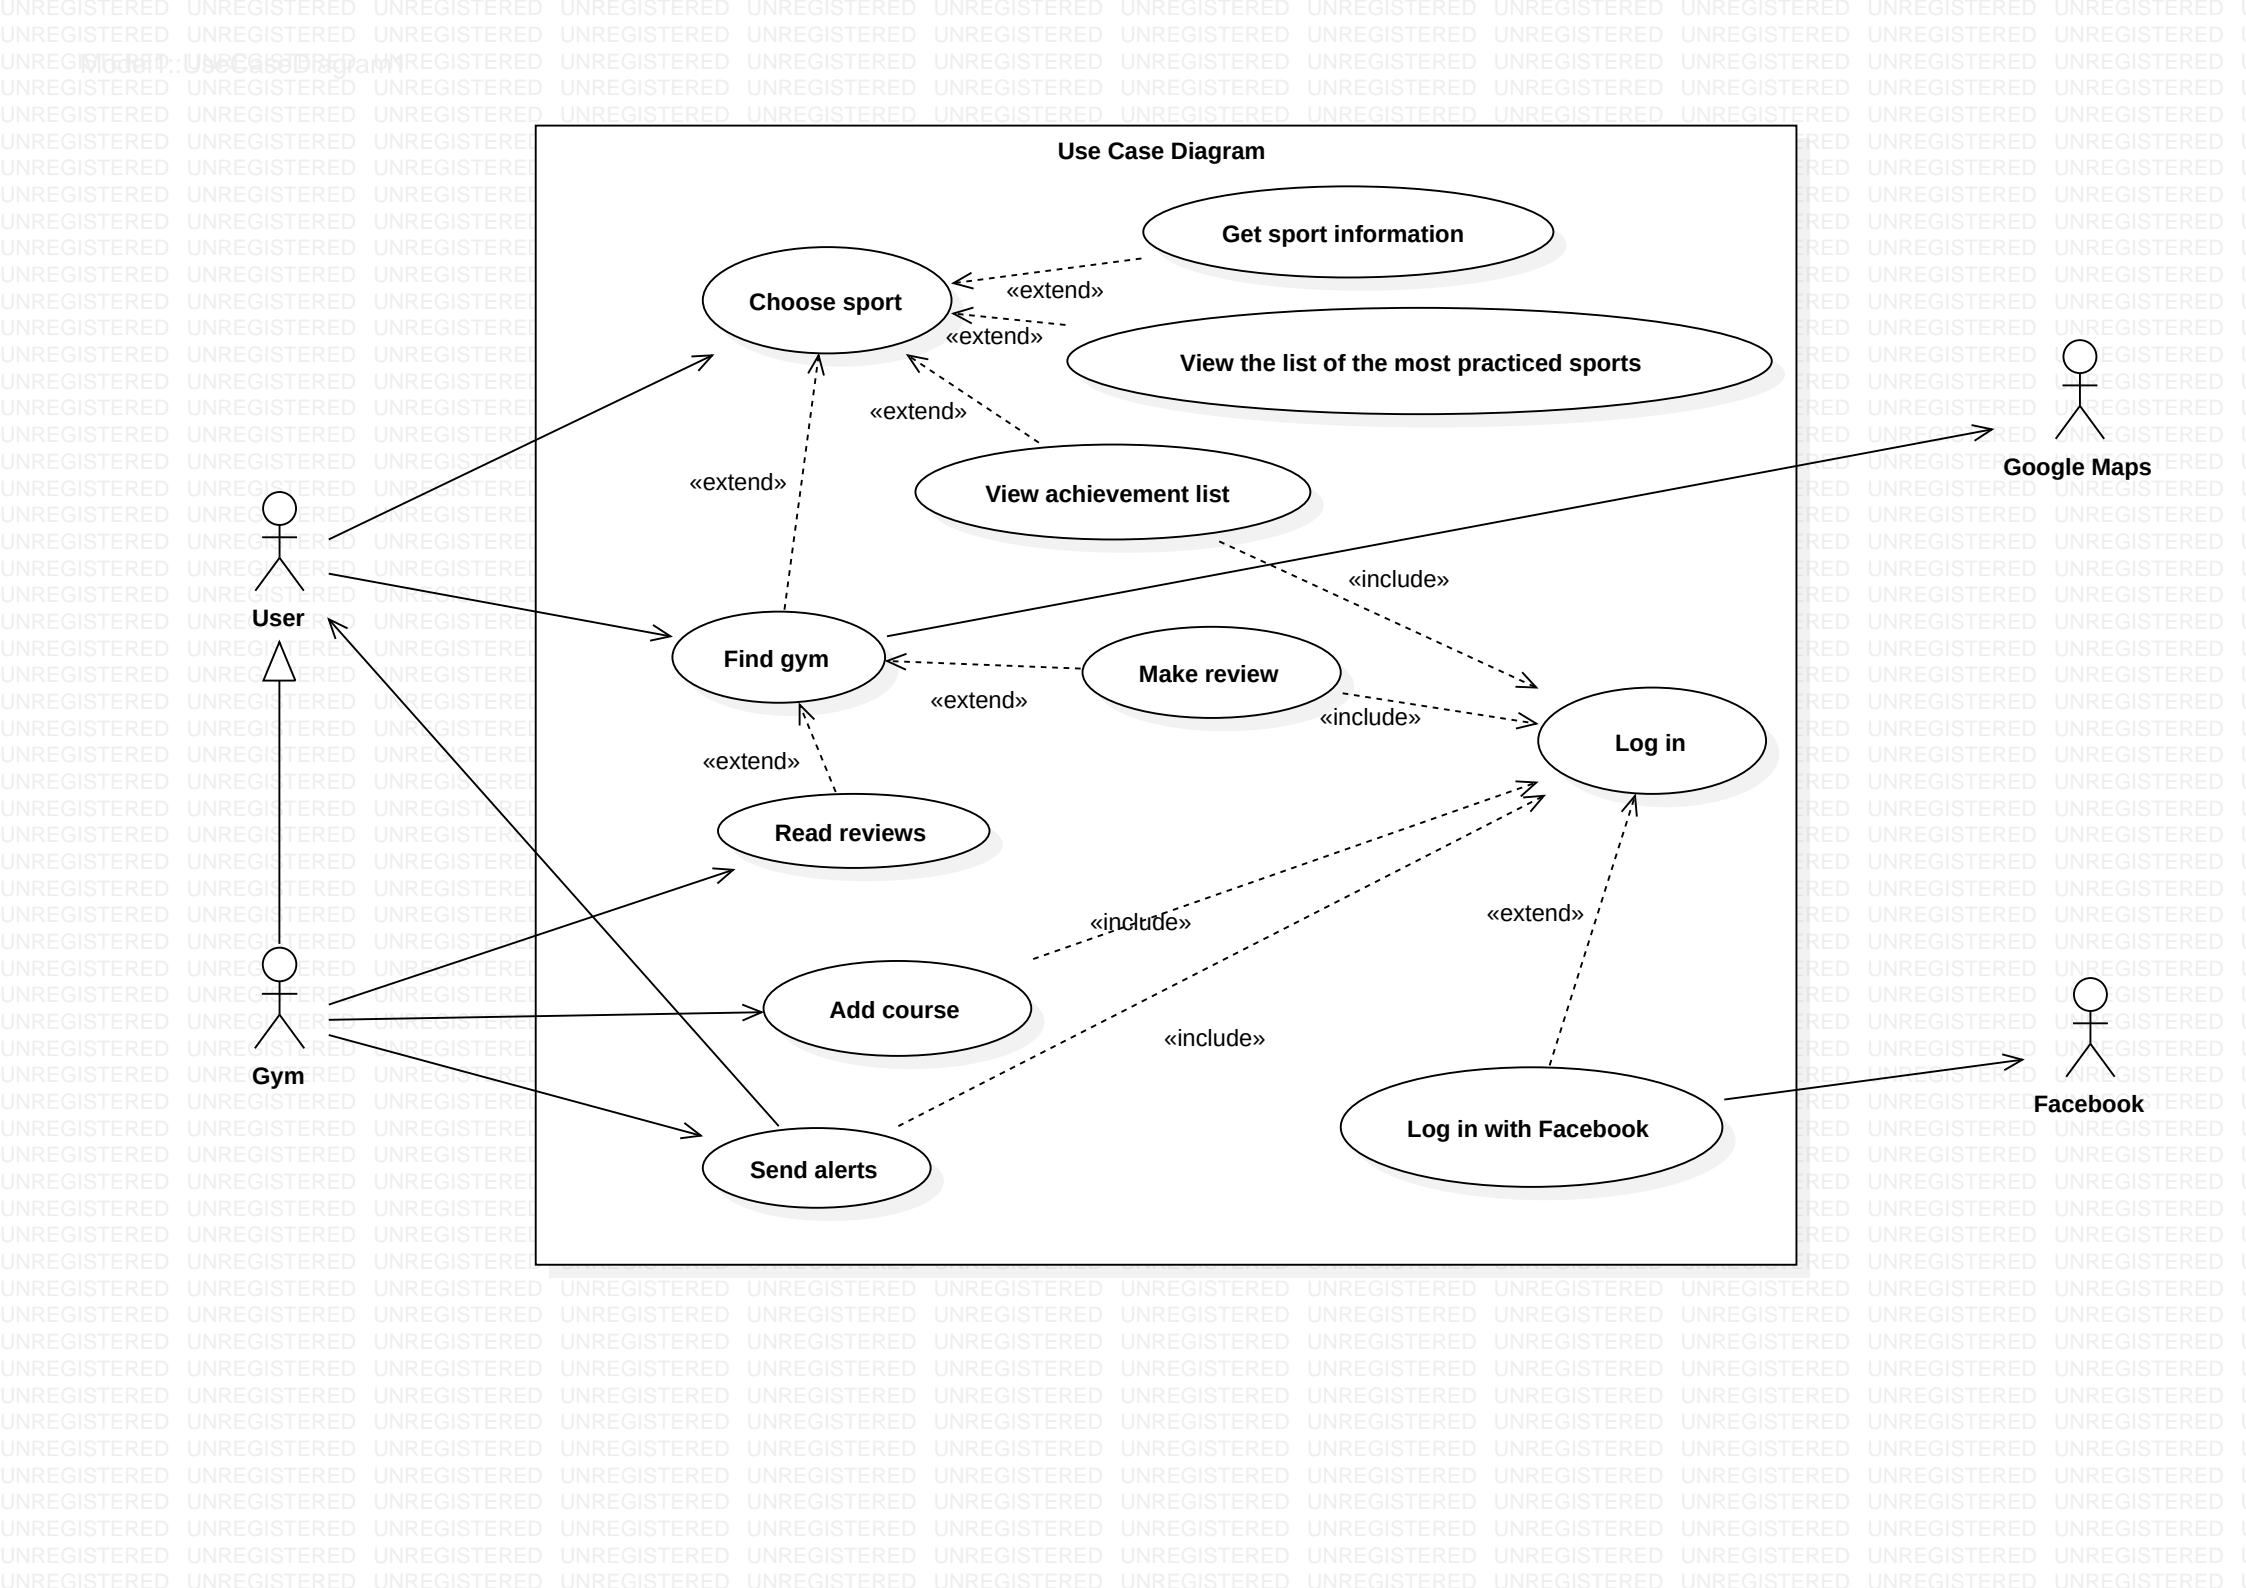 Model1::UseCaseDiagram1
Use Case Diagram
Get sport information
Choose sport
«extend»
«extend»
View the list of the most practiced sports
«extend»
Google Maps
«extend»
View achievement list
«include»
User
Find gym
Make review
«extend»
«include»
Log in
«extend»
Read reviews
«include»
«extend»
Add course
«include»
Gym
Facebook
Log in with Facebook
Send alerts
UNREGISTERED